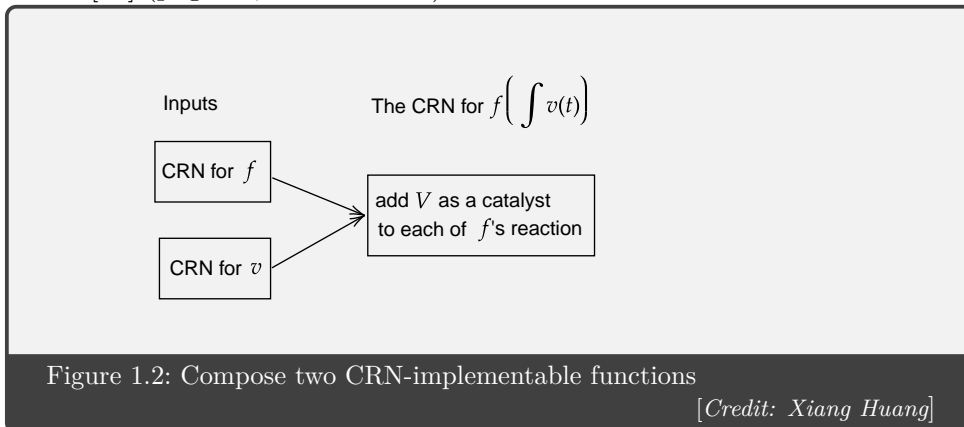 Inputs
The CRN for f(∫ v(t))
CRN for f
add V as a catalyst
to each of f's reaction
CRN for v
Figure 1.2: Compose two CRN-implementable functions
[Credit: Xiang Huang]